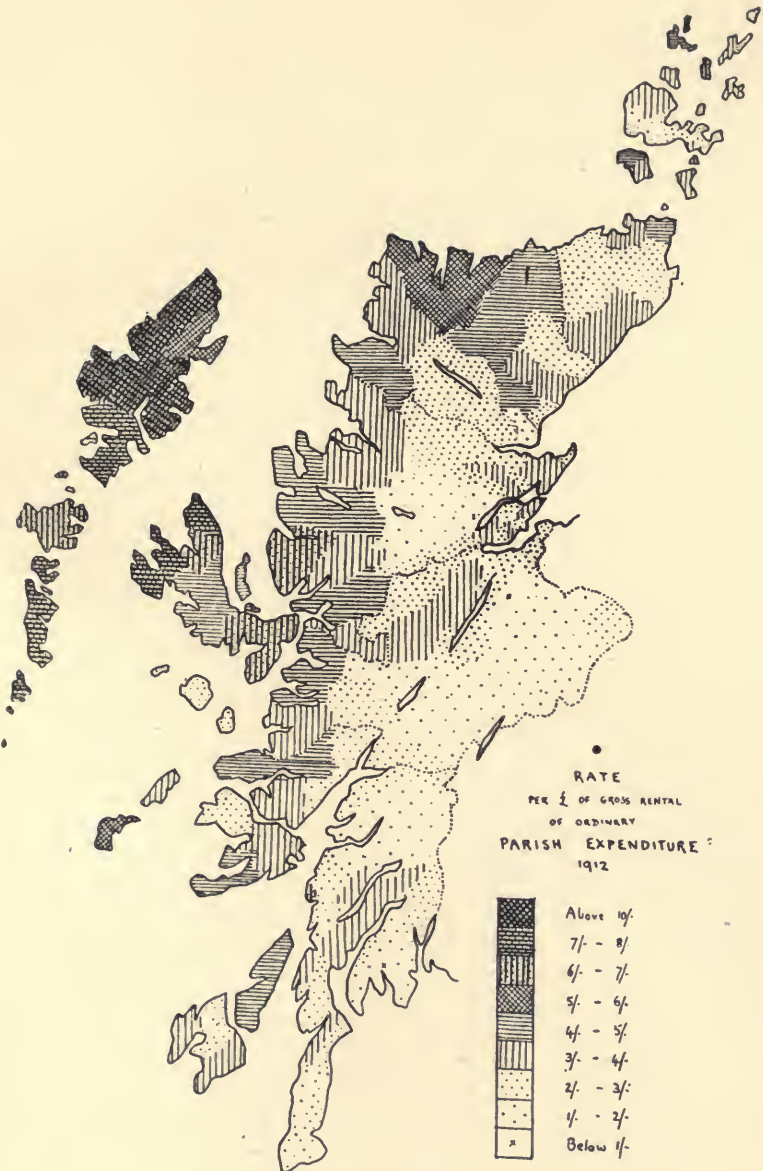 RATE
PER £ OF GROSS RENTAL
OF ORDINARY
PARISH EXPENDITURE
1912
Above 10/-
7/- - 8/-
6/- - 7/-
5/- - 6/-
4/- - 5/-
3/- - 4/-
2/- - 3/-
1/- - 2/-
x Below 1/-